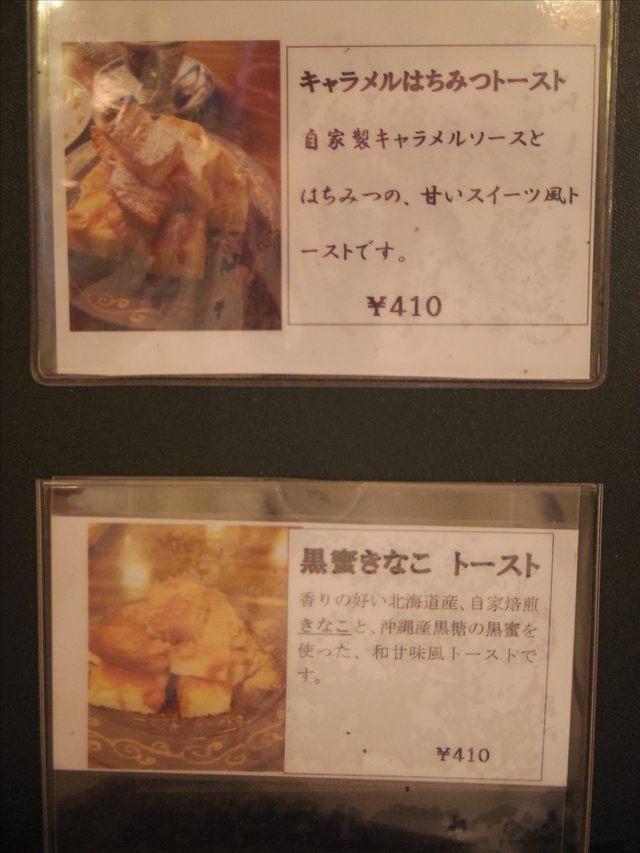 キャラメルはちみつトースト
自家製キャラメルソースと
はちみつの、甘いスイーツ風ト
ーストです。
¥410
黒蜜きなこ トースト
香りの好い北海道産、自家焙煎
きなこと、沖縄産黒糖の黒蜜を
使った、和甘味風トーストで
す。
¥410